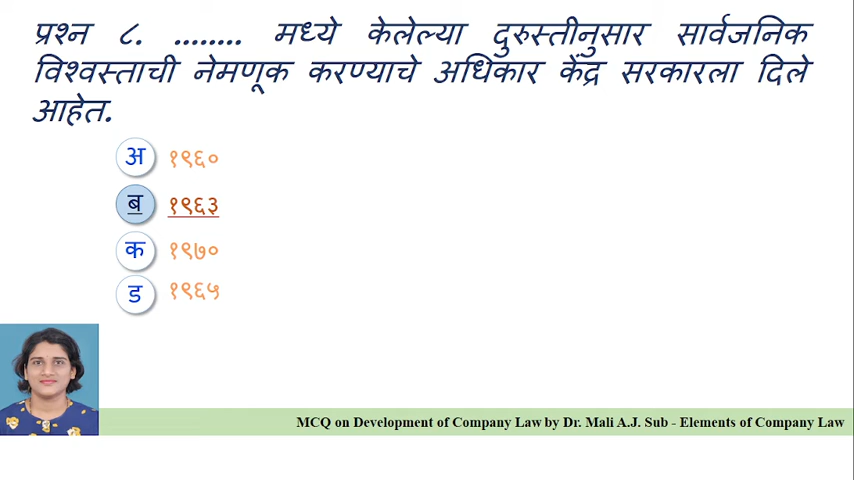 प्रश्न ८. ........ मध्ये केलेल्या दुरुस्तीनुसार सार्वजनिक
विश्वस्ताची नेमणूक करण्याचे अधिकार केंद्र सरकारला दिले
आहेत.
अ १९६०
ब १९६३
क १९७०
ड १९६५
MCQ on Development of Company Law by Dr. Mali A.J. Sub - Elements of Company Law